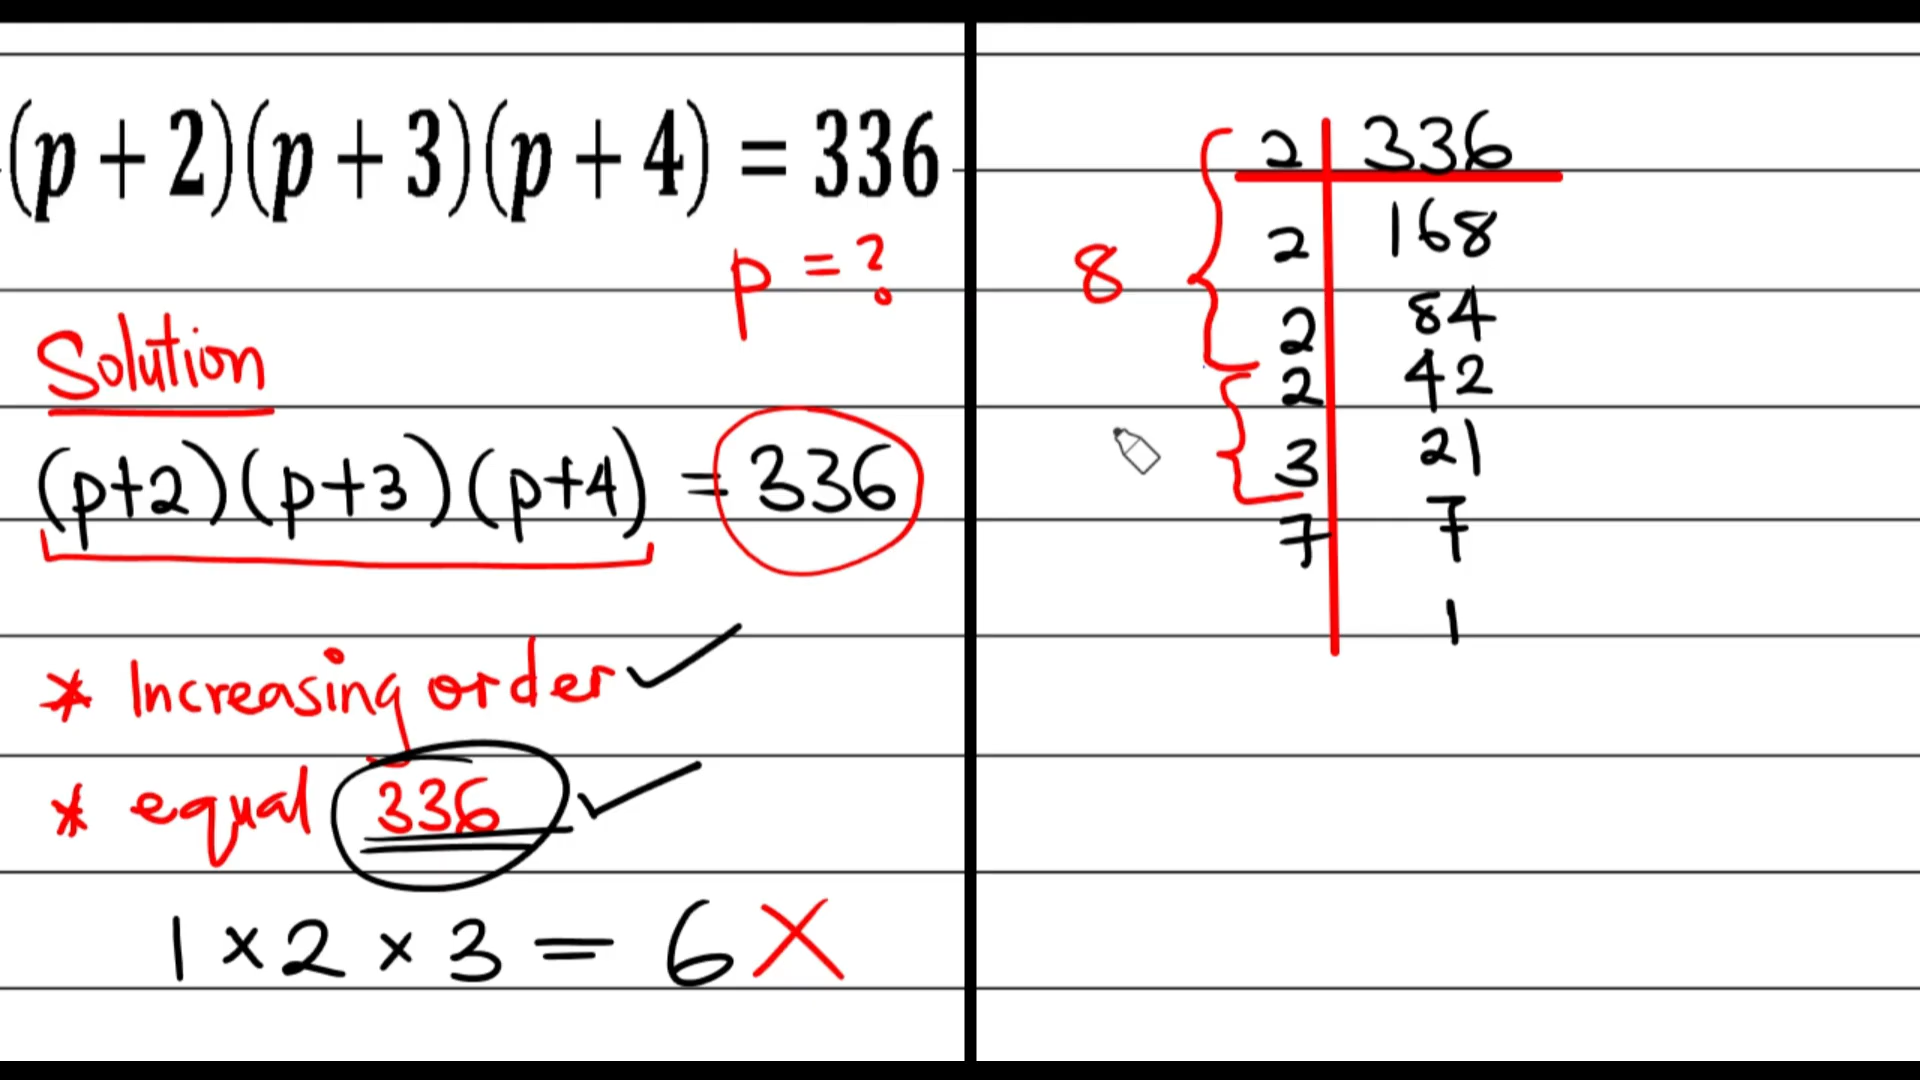 (p + 2)(p + 3)(p + 4) = 336
p = ?
Solution
(p+2)(p+3)(p+4) = 336
* Increasing order ✓
* equal 336 ✓
1 × 2 × 3 = 6 X
2 336
2 168
8
2 84
2 42
3 21
7 7
1